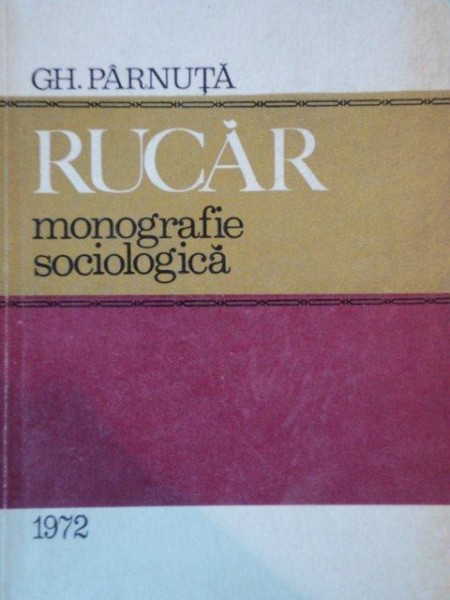 GH. PÂRNUȚĂ
RUCĂR
monografie
sociologică
1972